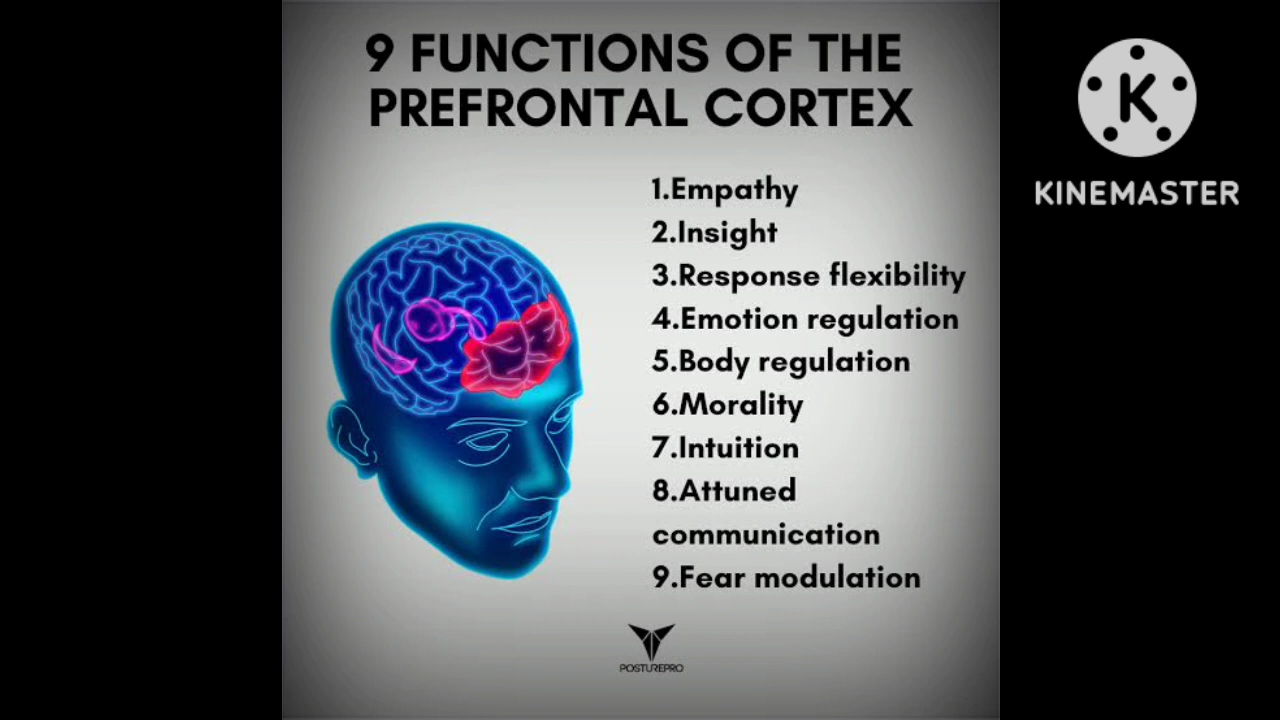 9 FUNCTIONS OF THE
PREFRONTAL CORTEX
1.Empathy
2.Insight
3.Response flexibility
4.Emotion regulation
5.Body regulation
6.Morality
7.Intuition
8.Attuned
communication
9.Fear modulation
POSTUREPRO
K
KINEMASTER